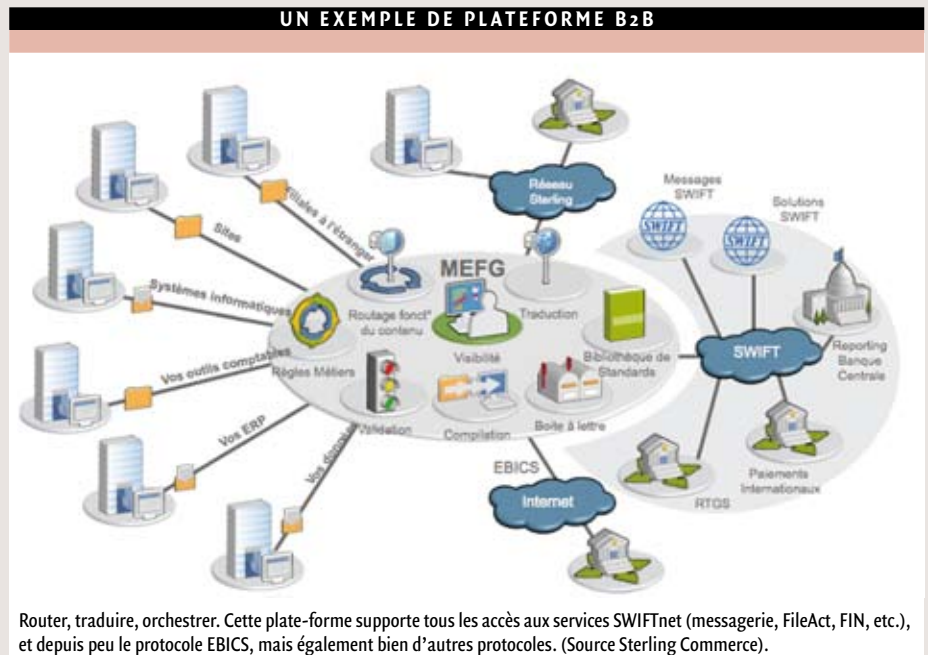 UN EXEMPLE DE PLATEFORME B2B
Filiales à l'étranger
Sites
Systèmes informatiques
Vos outils comptables
Vos ERP
Vos données
Réseau
Sterling
MEFG
Routage fonct°
du contenu
Traduction
Visibilité
Bibliothèque de
Standards
Règles Métiers
Validation
Compilation
Boite à lettre
EBICS
Internet
Messages
SWIFT
SWIFT
Solutions
SWIFT
SWIFT
SWIFT
Reporting
Banque
Centrale
Paiements
Internationaux
RTGS
Router, traduire, orchestrer. Cette plate-forme supporte tous les accès aux services SWIFTnet (messagerie, FileAct, FIN, etc.),
et depuis peu le protocole EBICS, mais également bien d'autres protocoles. (Source Sterling Commerce).